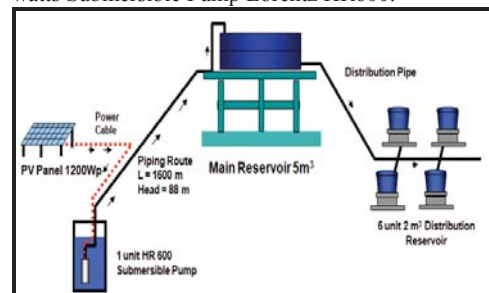 watts Submersible Pump Lorentz HR600.
Distribution Pipe
Power
Cable
PV Panel 1200Wp
Piping Route
L = 1600 m
Head = 88 m
Main Reservoir 5m³
6 unit 2 m³ Distribution
Reservoir
1 unit HR 600
Submersible Pump